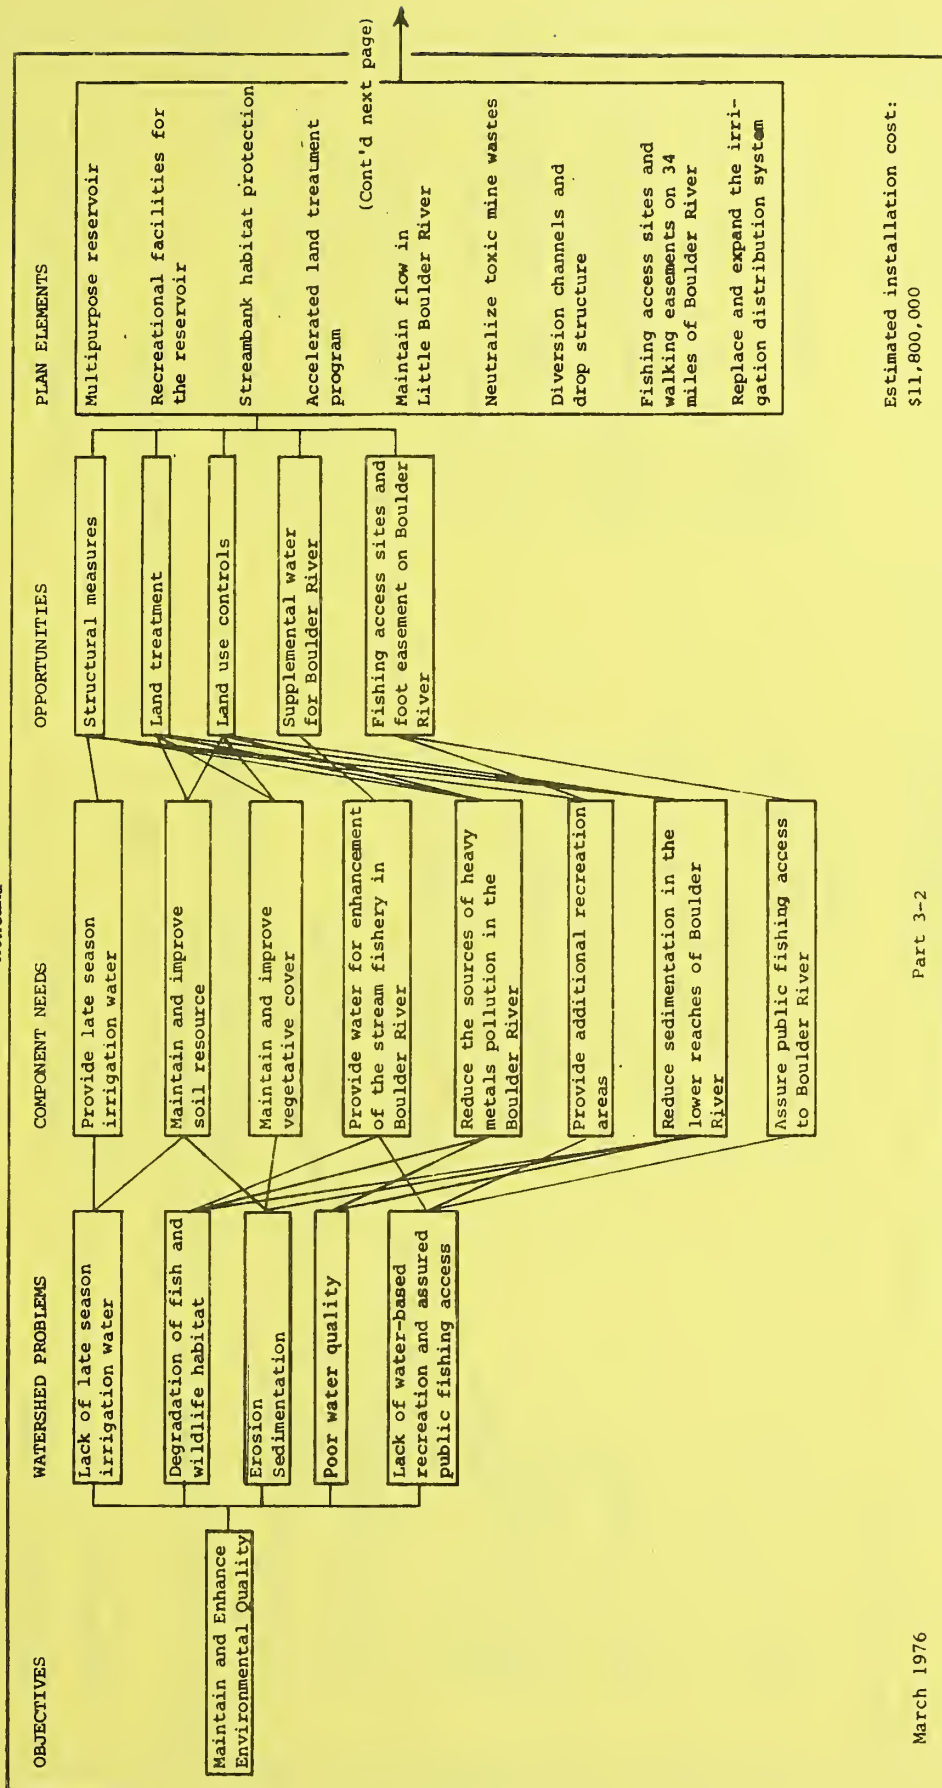 OBJECTIVES
WATERSHED PROBLEMS
COMPONENT NEEDS
OPPORTUNITIES
PLAN ELEMENTS
Maintain and Enhance
Environmental Quality
Lack of late season
irrigation water
Degradation of fish and
wildlife habitat
Erosion
Sedimentation
Poor water quality
Lack of water-based
recreation and assured
public fishing access
Provide late season
irrigation water
Maintain and improve
soil resource
Maintain and improve
vegetative cover
Provide water for enhancement
of the stream fishery in
Boulder River
Reduce the sources of heavy
metals pollution in the
Boulder River
Provide additional recreation
areas
Reduce sedimentation in the
lower reaches of Boulder
River
Assure public fishing access
to Boulder River
Structural measures
Land treatment
Land use controls
Supplemental water
for Boulder River
Fishing access sites and
foot easement on Boulder
River
Multipurpose reservoir
Recreational facilities for
the reservoir
Streambank habitat protection
Accelerated land treatment
program
(Cont'd next page)
Maintain flow in
Little Boulder River
Neutralize toxic mine wastes
Diversion channels and
drop structure
Fishing access sites and
walking easements on 34
miles of Boulder River
Replace and expand the irri-
gation distribution system
Estimated installation cost:
$11,800,000
March 1976
Part 3-2